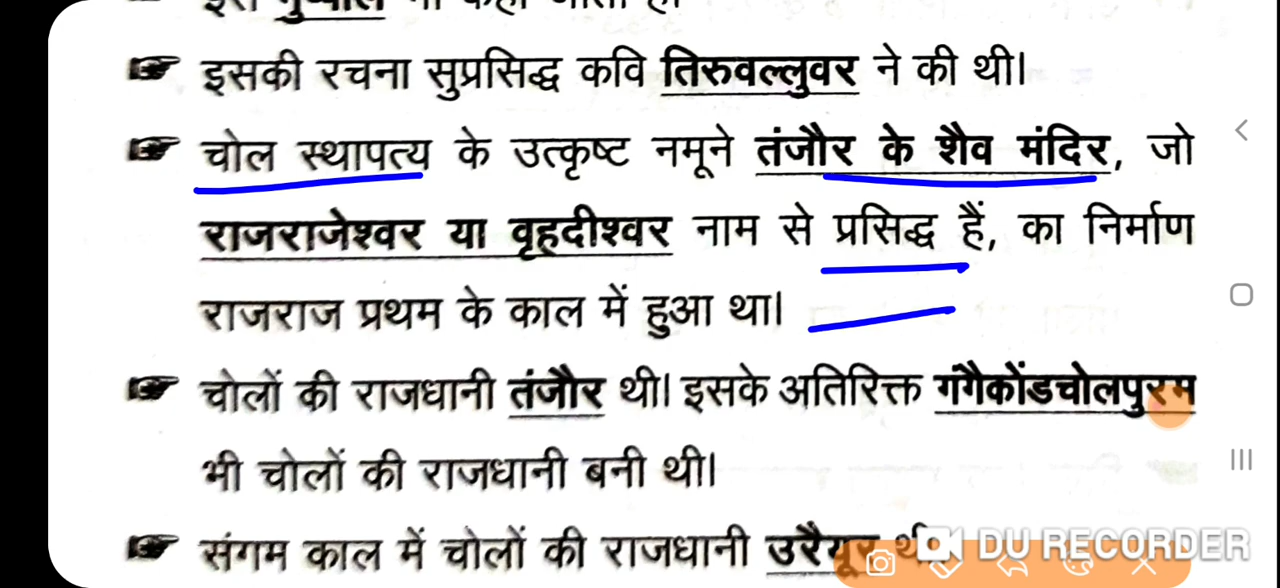 इसकी रचना सुप्रसिद्ध कवि तिरुवल्लुवर ने की थी।
चोल स्थापत्य के उत्कृष्ट नमूने तंजौर के शैव मंदिर, जो
राजराजेश्वर या वृहदीश्वर नाम से प्रसिद्ध हैं, का निर्माण
राजराज प्रथम के काल में हुआ था।
चोलों की राजधानी तंजौर थी। इसके अतिरिक्त गंगैकोंडचोलपुरम
भी चोलों की राजधानी बनी थी।
संगम काल में चोलों की राजधानी उरैयूर थी।
DU RECORDER